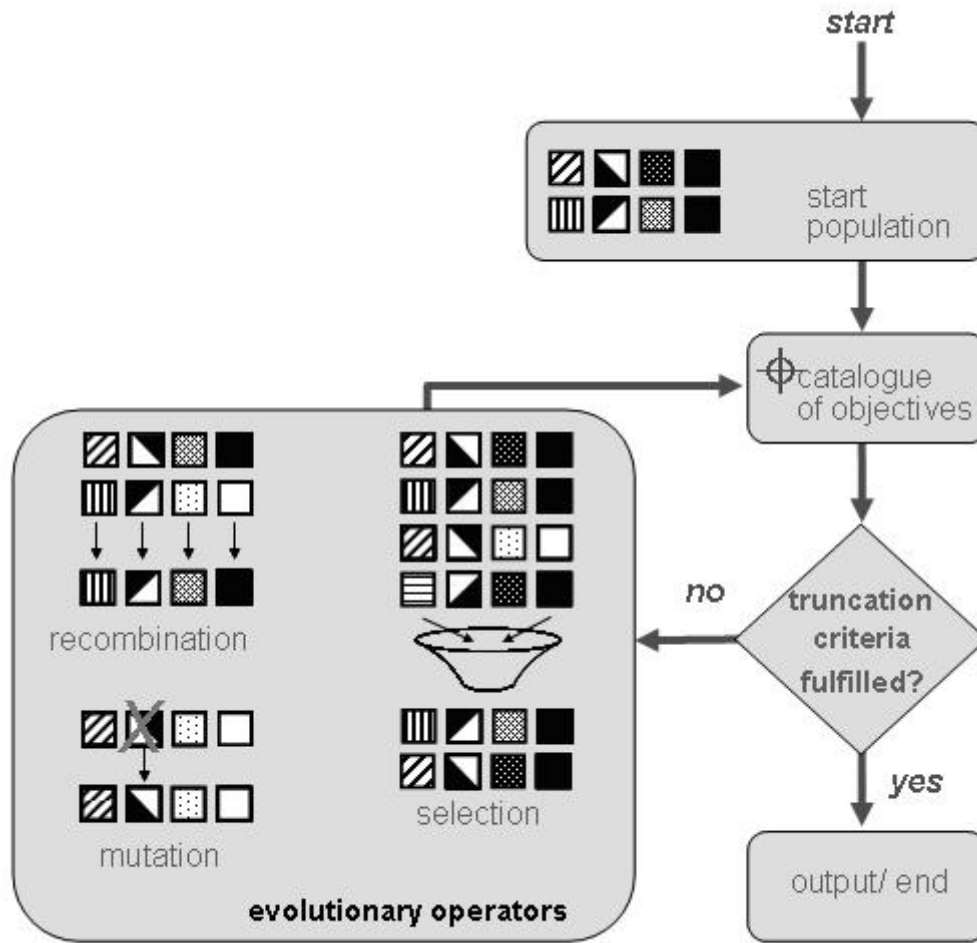 start
start
population
catalogue
of objectives
no
truncation
criteria
fulfilled?
yes
output/ end
recombination
mutation
selection
evolutionary operators